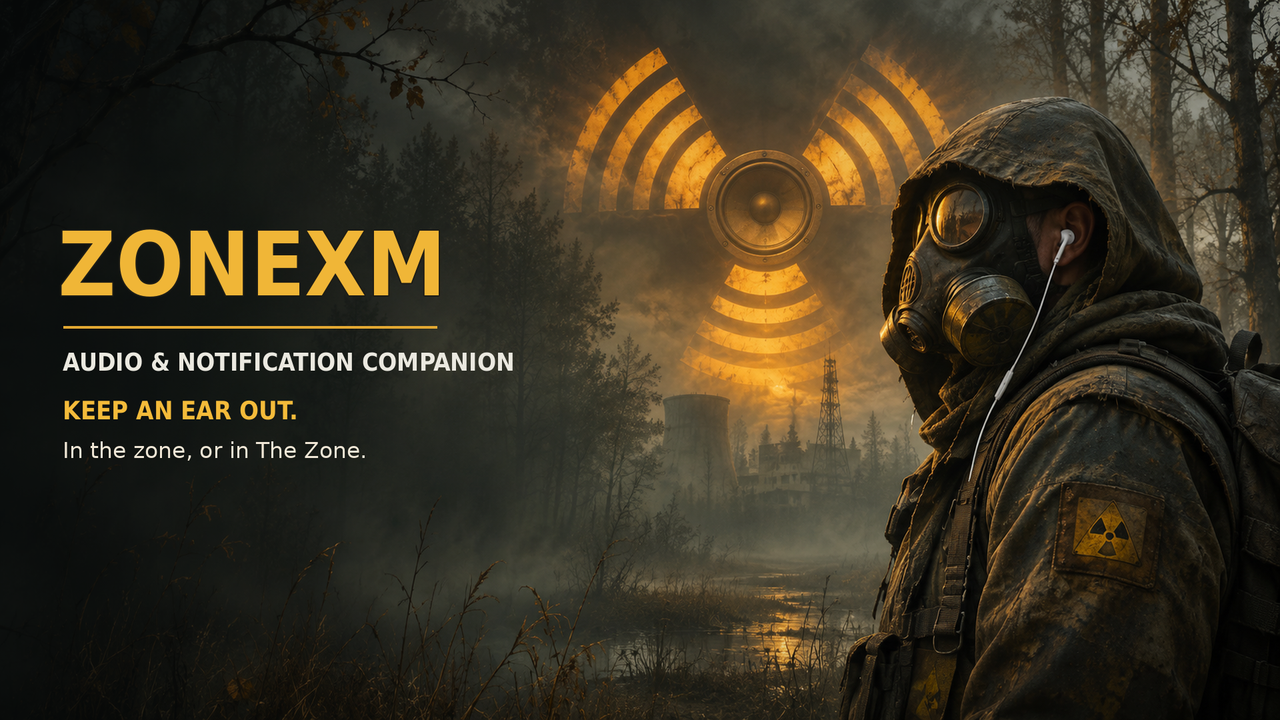 ZONEXM
AUDIO & NOTIFICATION COMPANION
KEEP AN EAR OUT.
In the zone, or in The Zone.